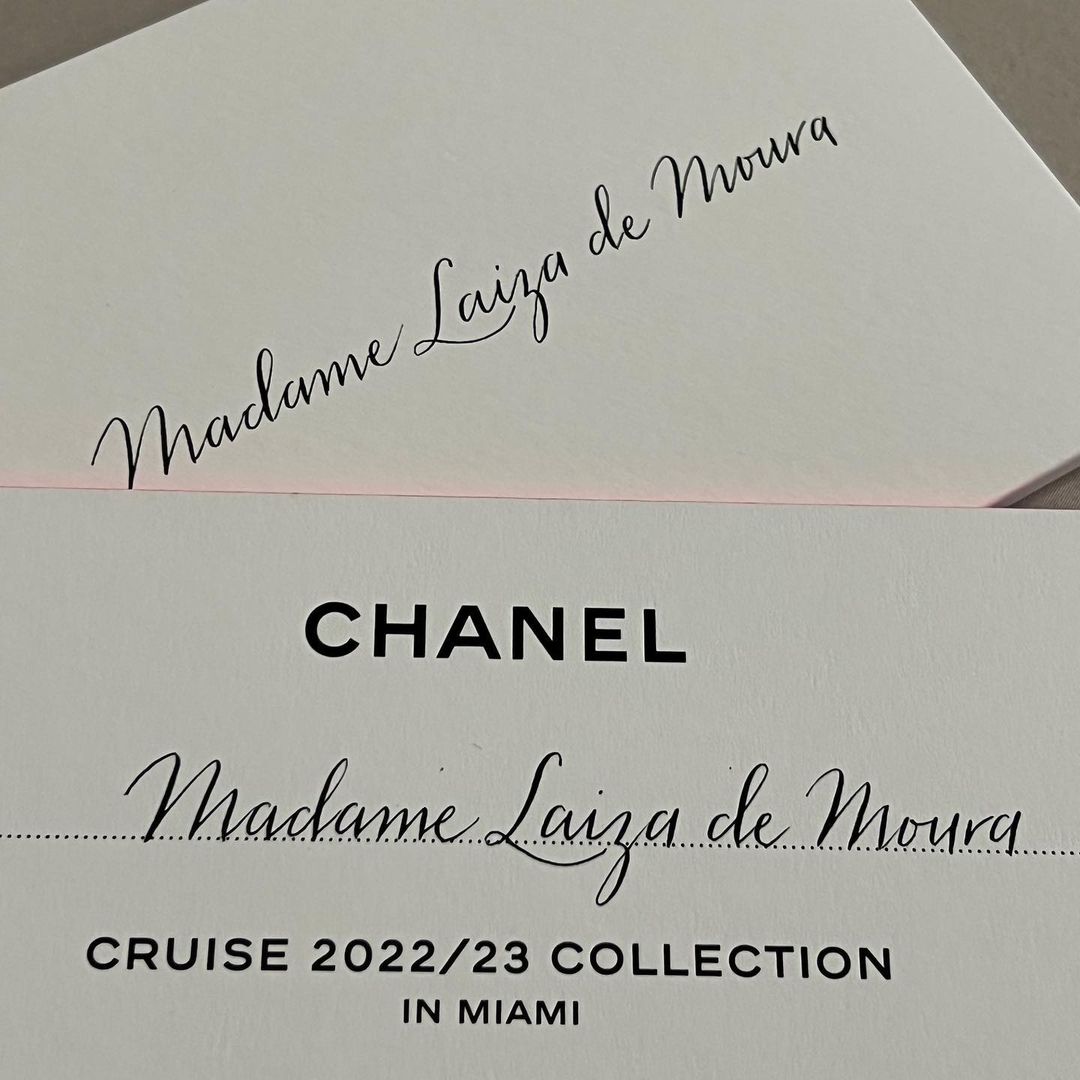 Madame Laiza de Moura
CHANEL
Madame Laiza de Moura
CRUISE 2022/23 COLLECTION
IN MIAMI